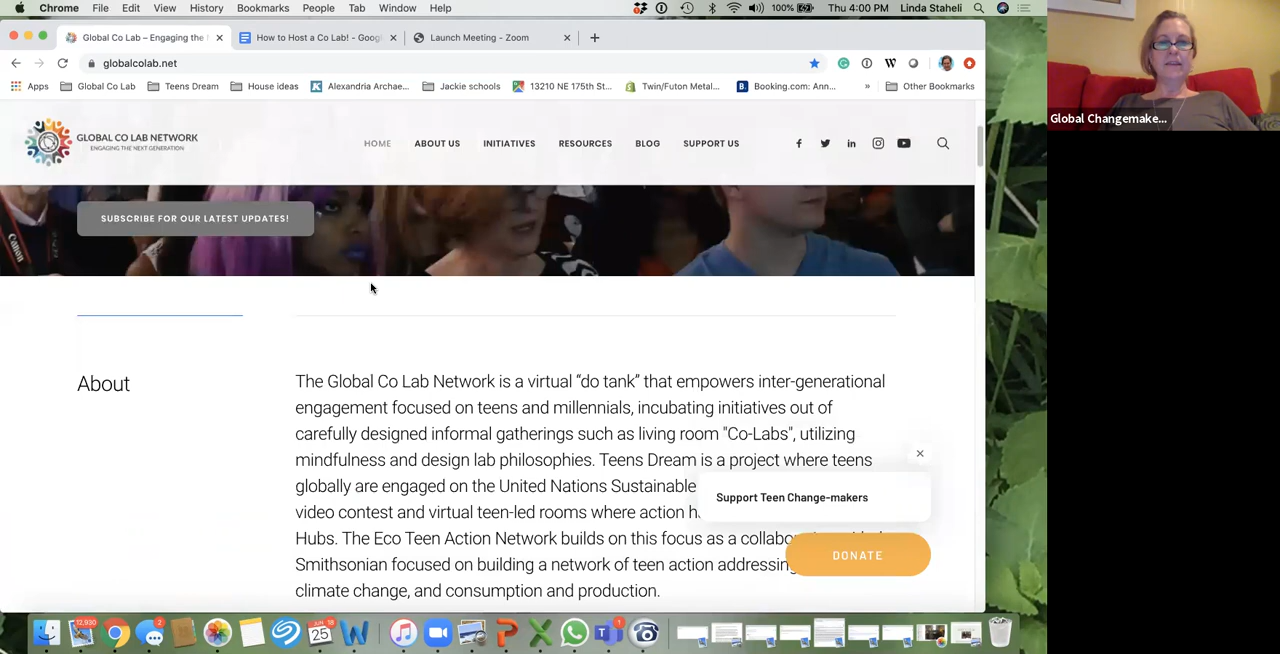 Chrome File Edit View History Bookmarks People Tab Window Help
100% Thu 4:00 PM Linda Staheli
Global Co Lab – Engaging the
How to Host a Co Lab! - Goog
Launch Meeting - Zoom
globalcolab.net
Apps Global Co Lab Teens Dream House ideas Alexandria Archae... Jackie schools 13210 NE 175th St... Twin/Futon Metal... Booking.com: Ann... » Other Bookmarks
Global Changemake...
GLOBAL CO LAB NETWORK
ENGAGING THE NEXT GENERATION
HOME ABOUT US INITIATIVES RESOURCES BLOG SUPPORT US
Canon
SUBSCRIBE FOR OUR LATEST UPDATES!
About
The Global Co Lab Network is a virtual “do tank” that empowers inter-generational
engagement focused on teens and millennials, incubating initiatives out of
carefully designed informal gatherings such as living room "Co-Labs", utilizing
mindfulness and design lab philosophies. Teens Dream is a project where teens
globally are engaged on the United Nations Sustainable
video contest and virtual teen-led rooms where action h
Hubs. The Eco Teen Action Network builds on this focus as a collabo
Smithsonian focused on building a network of teen action addressing
climate change, and consumption and production.
Support Teen Change-makers
DONATE
12,930
2
JUN 18
25
1